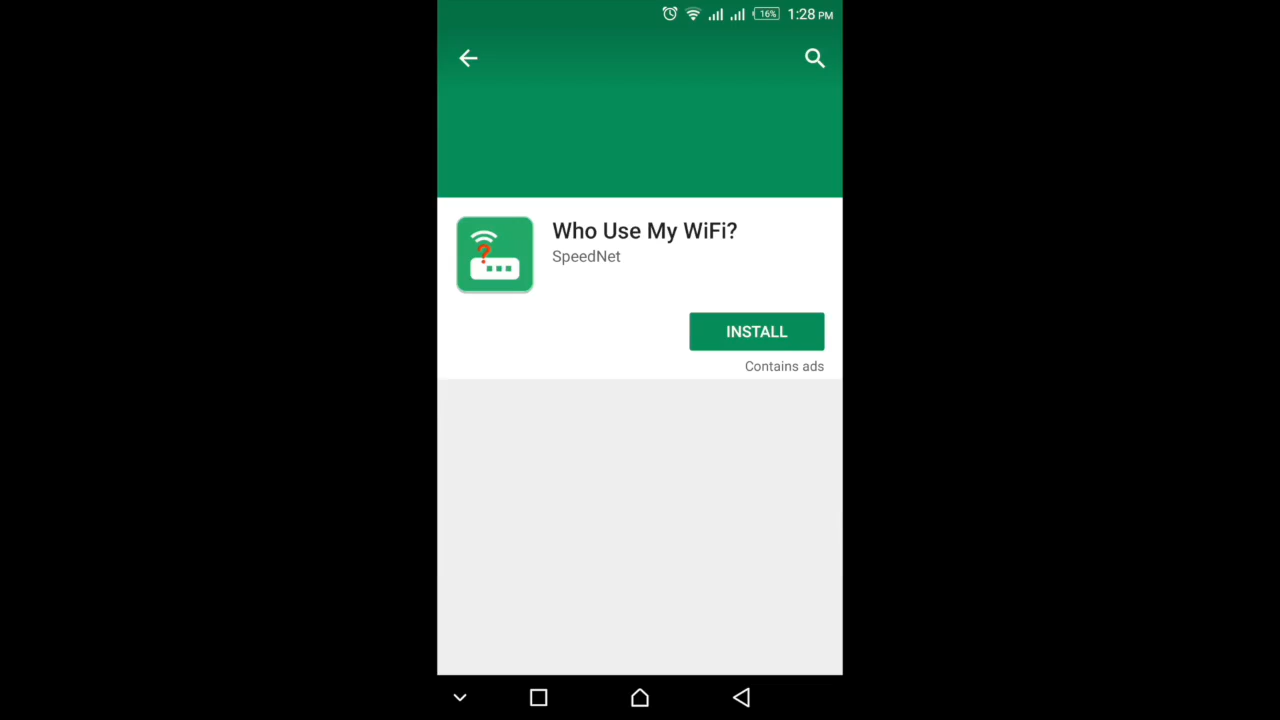 16% 1:28 PM
Who Use My WiFi?
SpeedNet
INSTALL
Contains ads